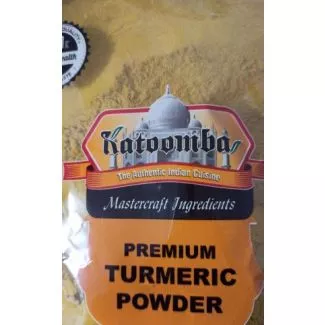 Katoomba
The Authentic Indian Cuisine
Mastercraft Ingredients
PREMIUM
TURMERIC
POWDER